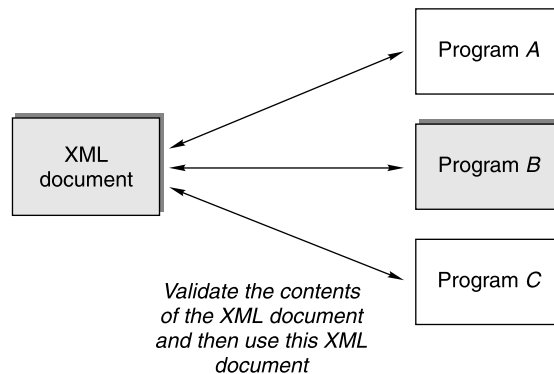 Program A
XML
document
Program B
Program C
Validate the contents
of the XML document
and then use this XML
document